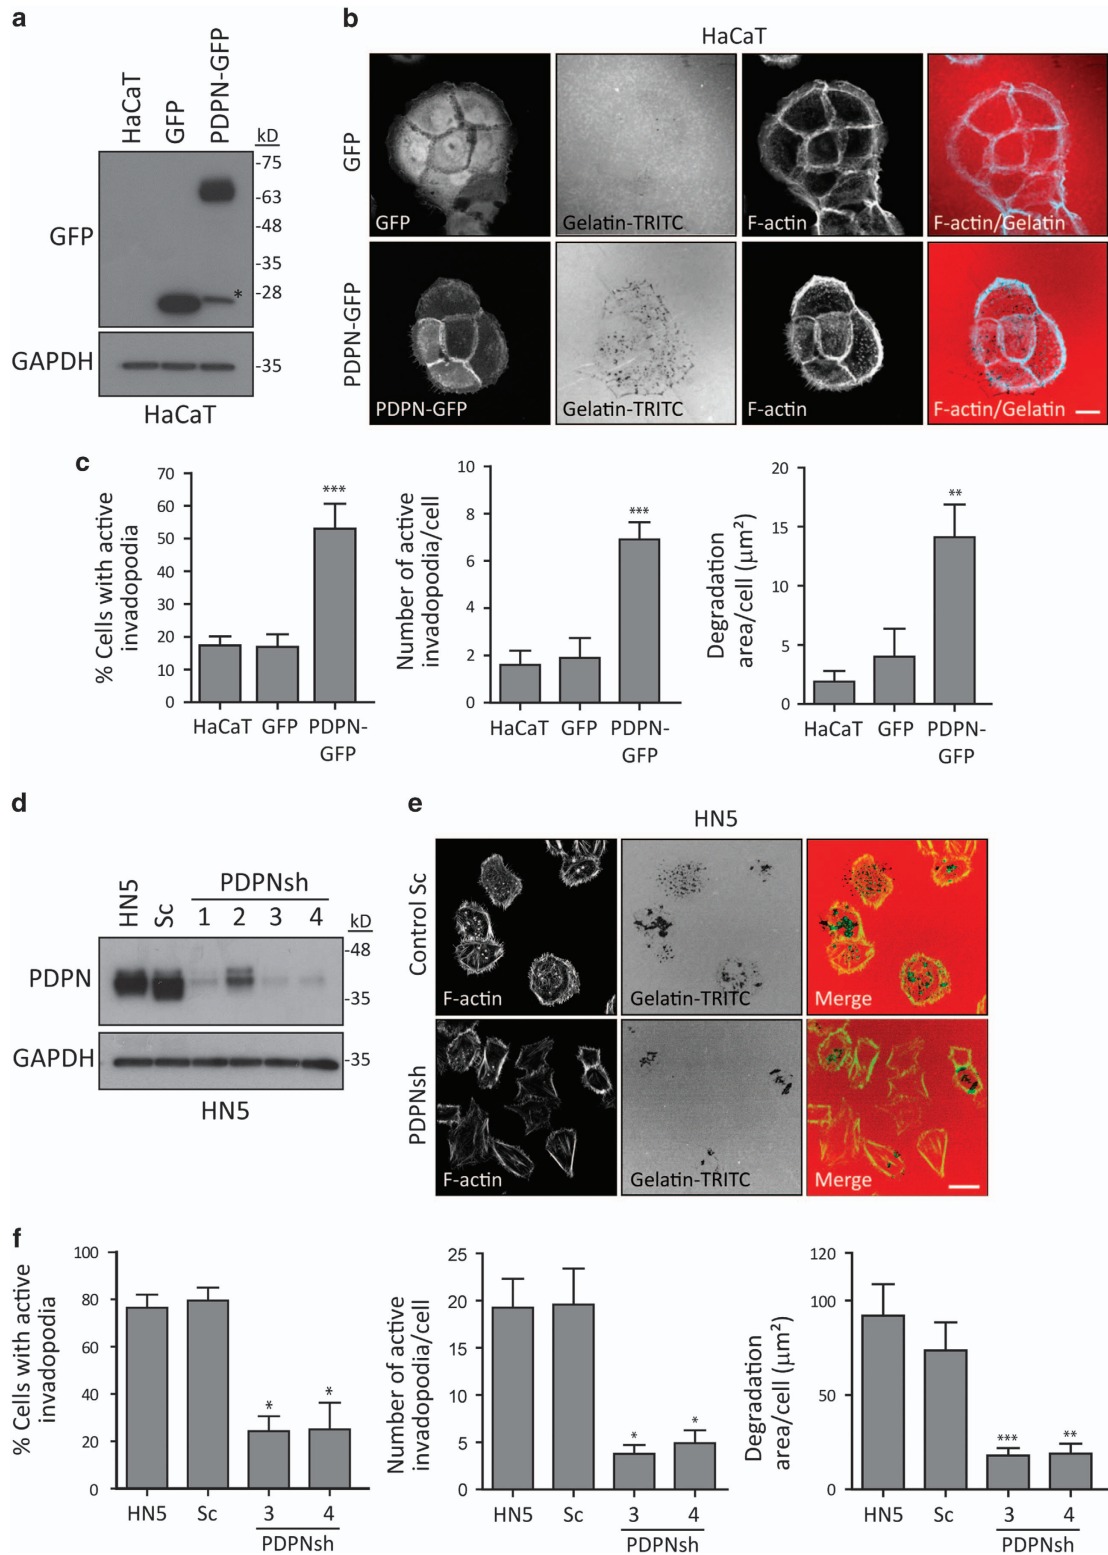 a
HaCaT
GFP
PDPN-GFP
kD
-75
-63
-48
-35
-28
*
GFP
GAPDH
-35
HaCaT
b
HaCaT
GFP
GFP
Gelatin-TRITC
F-actin
F-actin/Gelatin
PDPN-GFP
PDPN-GFP
Gelatin-TRITC
F-actin
F-actin/Gelatin
c
% Cells with active
invadopodia
70
60
50
40
30
20
10
0
***
HaCaT GFP PDPN-
GFP
Number of active
invadopodia/cell
10
8
6
4
2
0
***
HaCaT GFP PDPN-
GFP
Degradation
area/cell (μm²)
20
15
10
5
0
**
HaCaT GFP PDPN-
GFP
d
HN5
Sc
PDPNsh
1 2 3 4
kD
-48
-35
PDPN
GAPDH
-35
HN5
e
HN5
Control Sc
F-actin
Gelatin-TRITC
Merge
PDPNsh
F-actin
Gelatin-TRITC
Merge
f
% Cells with active
invadopodia
100
80
60
40
20
0
*
*
HN5 Sc 3 4
PDPNsh
Number of active
invadopodia/cell
25
20
15
10
5
0
*
*
HN5 Sc 3 4
PDPNsh
Degradation
area/cell (μm²)
120
100
50
0
***
**
HN5 Sc 3 4
PDPNsh